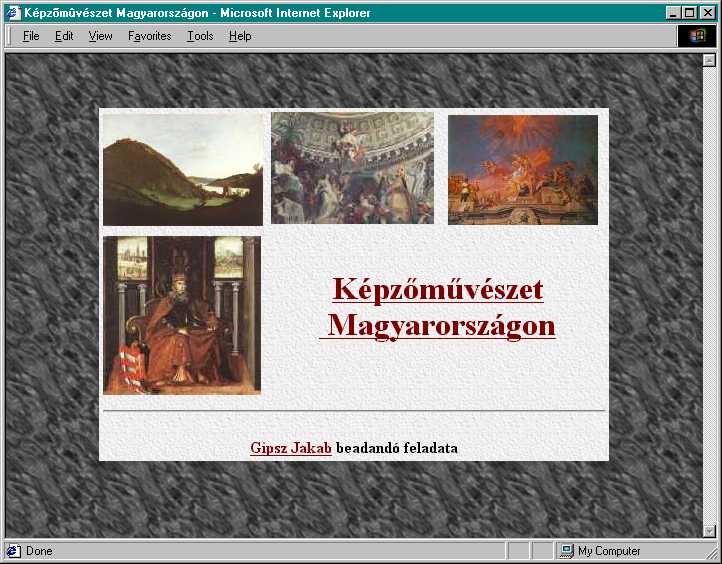 Képzőmûvészet Magyarországon - Microsoft Internet Explorer
File Edit View Favorites Tools Help
Képzőművészet
Magyarországon
Gipsz Jakab beadandó feladata
Done
My Computer